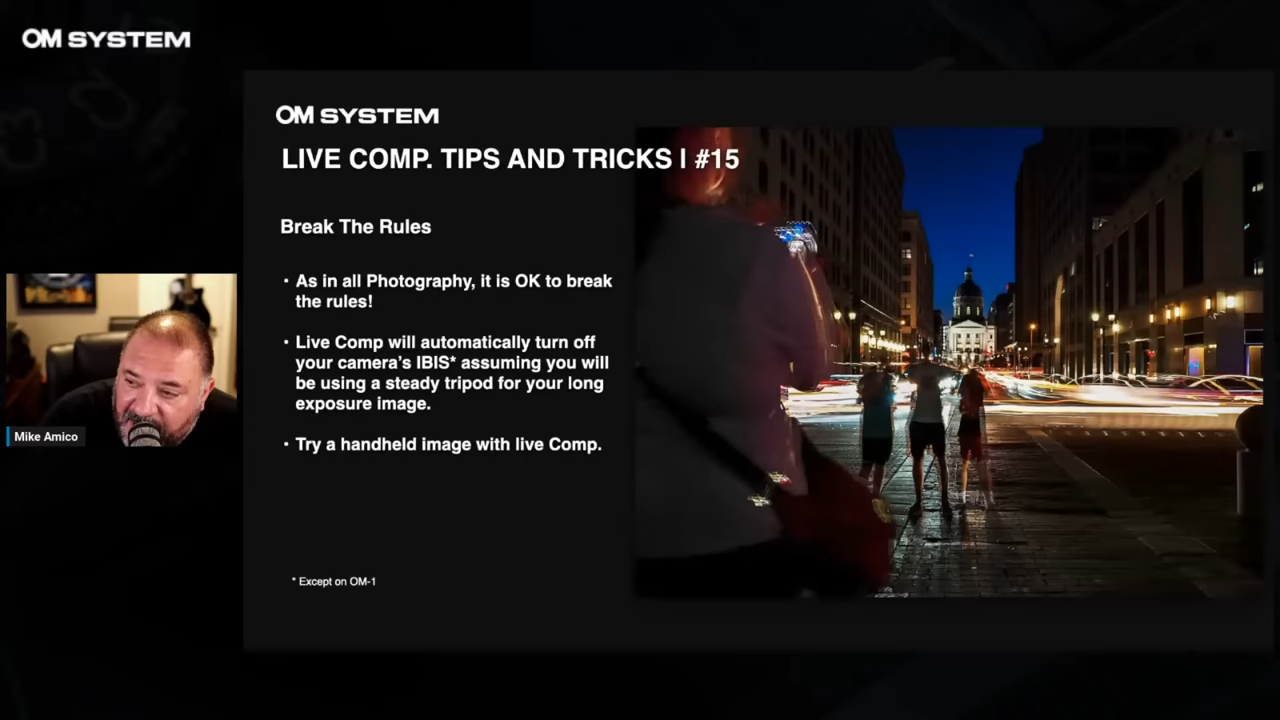 OM SYSTEM
OM SYSTEM
LIVE COMP. TIPS AND TRICKS | #15
Break The Rules
• As in all Photography, it is OK to break
the rules!
• Live Comp will automatically turn off
your camera's IBIS* assuming you will
be using a steady tripod for your long
exposure image.
• Try a handheld image with live Comp.
Mike Amico
* Except on OM-1